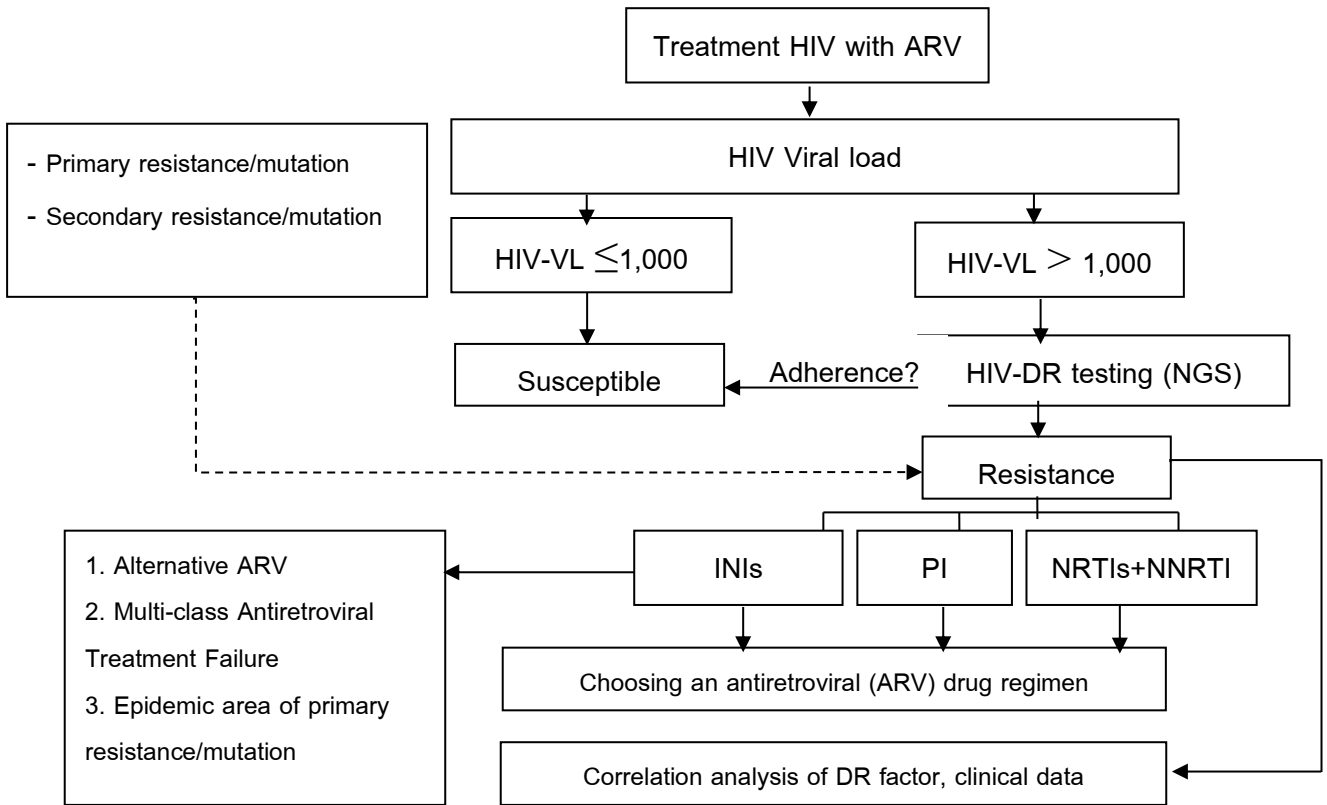 Treatment HIV with ARV
HIV Viral load
- Primary resistance/mutation
- Secondary resistance/mutation
HIV-VL ≤1,000
HIV-VL > 1,000
Susceptible
Adherence?
HIV-DR testing (NGS)
Resistance
INIs
PI
NRTIs+NNRTI
1. Alternative ARV
2. Multi-class Antiretroviral
Treatment Failure
3. Epidemic area of primary
resistance/mutation
Choosing an antiretroviral (ARV) drug regimen
Correlation analysis of DR factor, clinical data